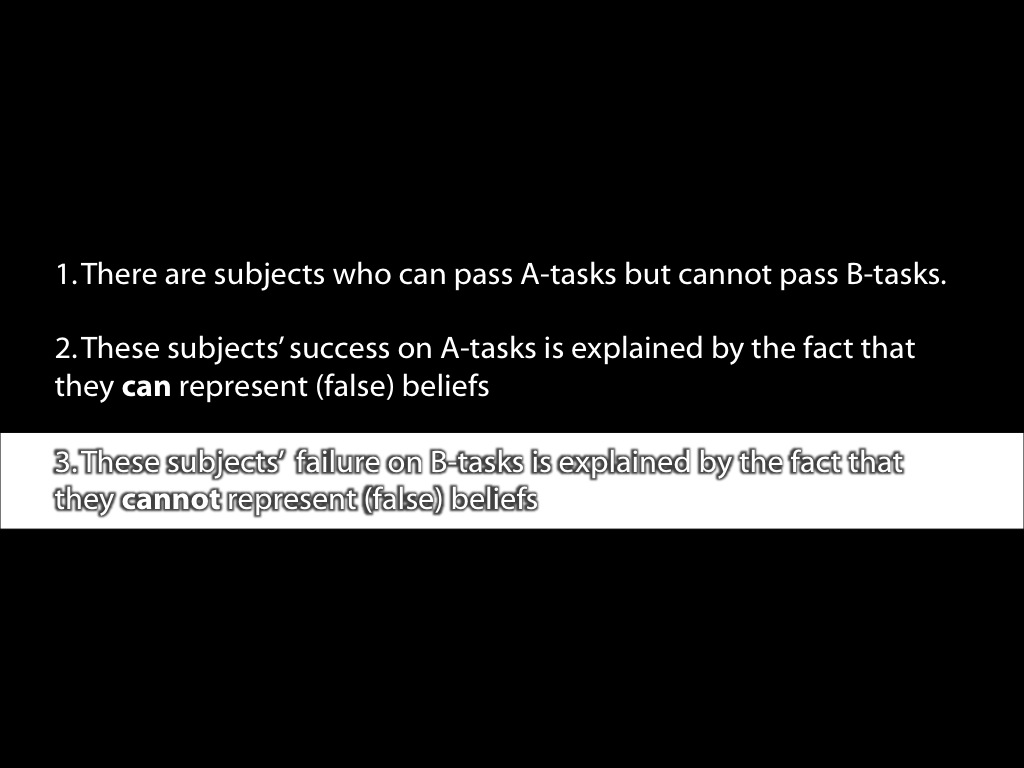 1. There are subjects who can pass A-tasks but cannot pass B-tasks.
2. These subjects’ success on A-tasks is explained by the fact that
they can represent (false) beliefs
3. These subjects’ failure on B-tasks is explained by the fact that
they cannot represent (false) beliefs